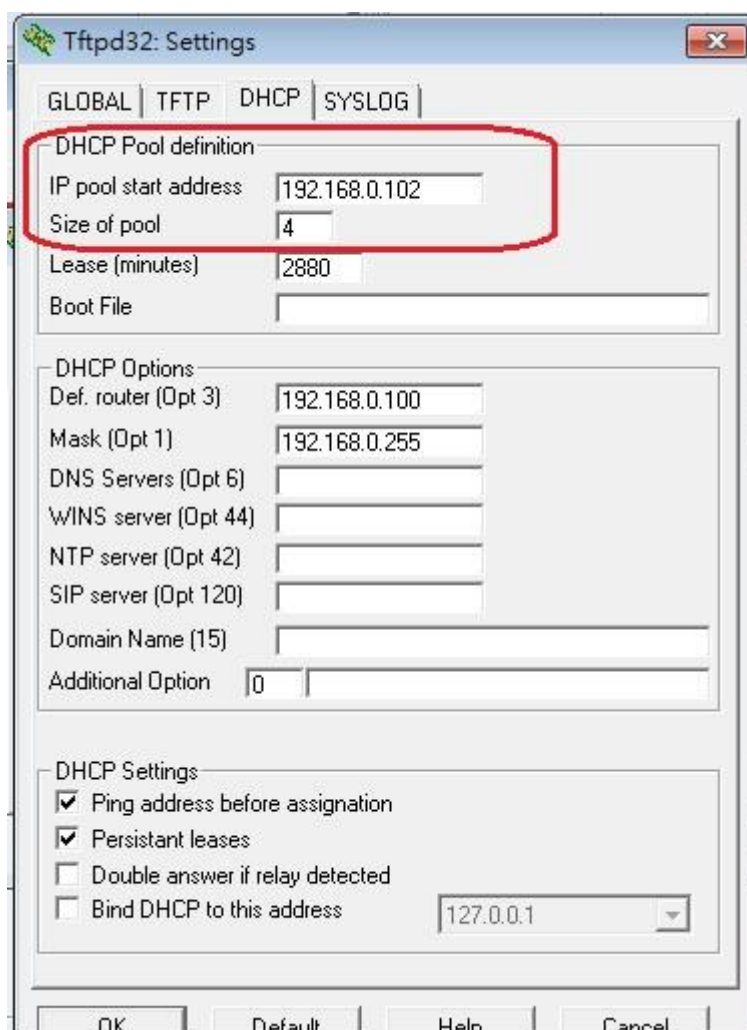 Tftpd32: Settings
GLOBAL TFTP DHCP SYSLOG
DHCP Pool definition
IP pool start address 192.168.0.102
Size of pool 4
Lease (minutes) 2880
Boot File
DHCP Options
Def. router (Opt 3) 192.168.0.100
Mask (Opt 1) 192.168.0.255
DNS Servers (Opt 6)
WINS server (Opt 44)
NTP server (Opt 42)
SIP server (Opt 120)
Domain Name (15)
Additional Option 0
DHCP Settings
Ping address before assignation
Persistant leases
Double answer if relay detected
Bind DHCP to this address 127.0.0.1
OK Default Help Cancel